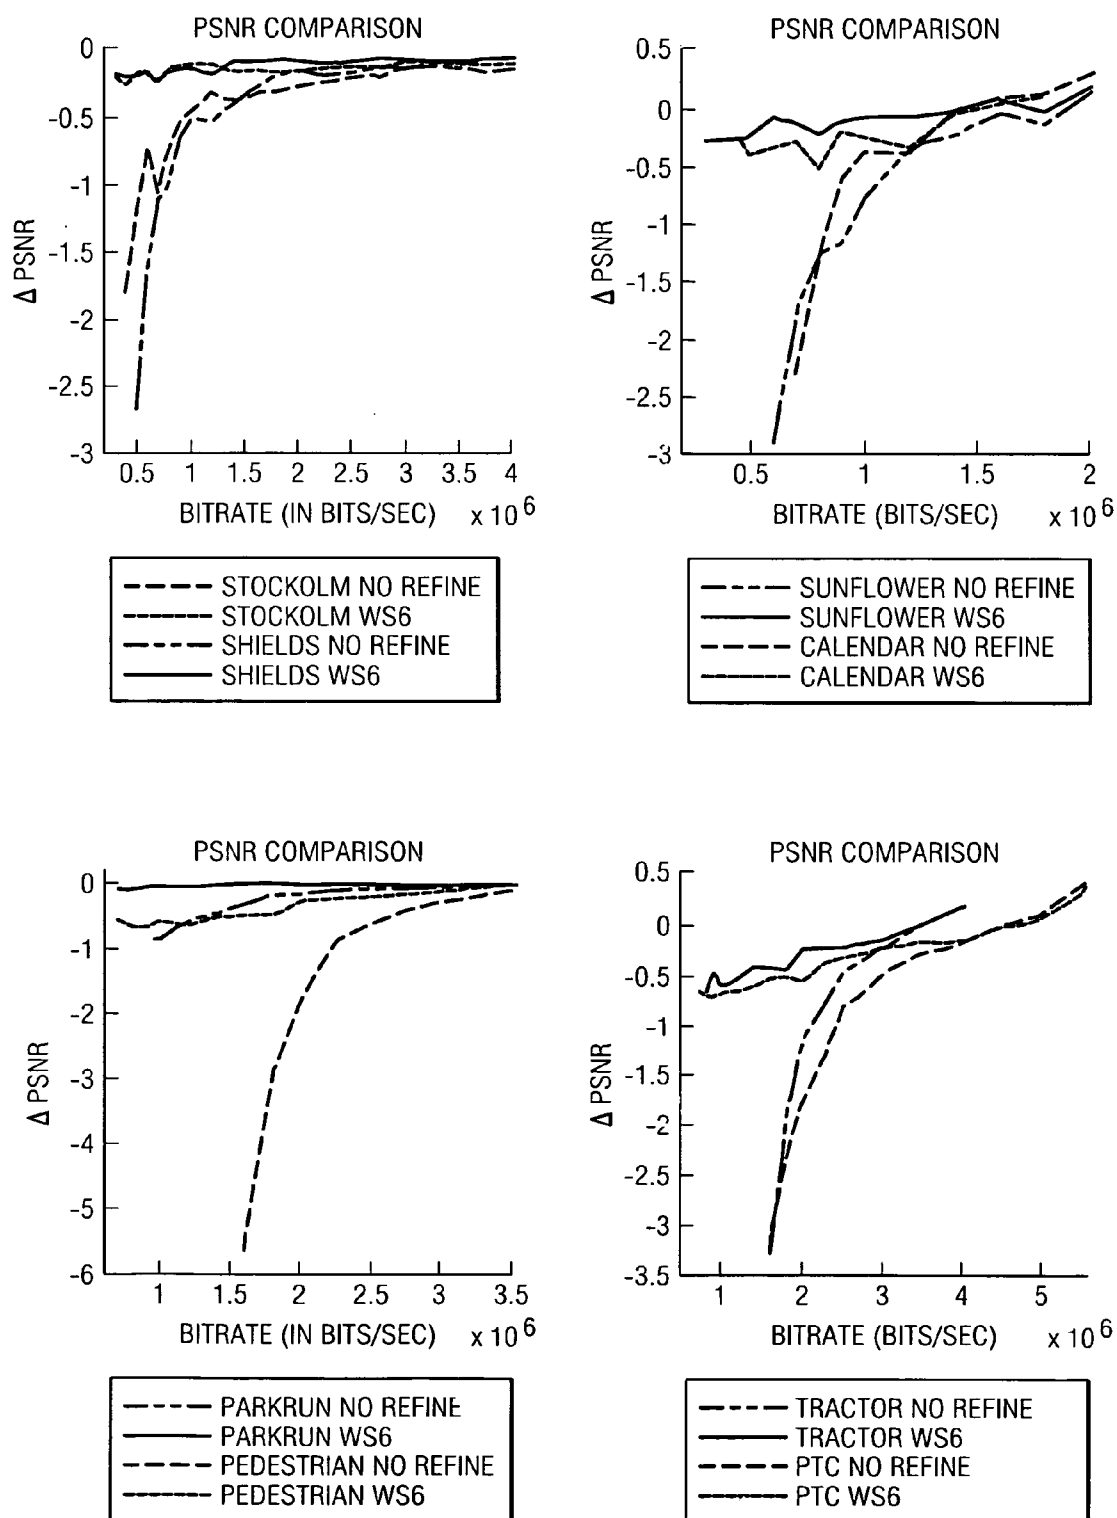 PSNR COMPARISON
0
-0.5
-1
-1.5
-2
-2.5
-3
Δ PSNR
0.5 1 1.5 2 2.5 3 3.5 4
BITRATE (IN BITS/SEC) x 10^6
STOCKOLM NO REFINE
STOCKOLM WS6
SHIELDS NO REFINE
SHIELDS WS6
PSNR COMPARISON
0.5
0
-0.5
-1
-1.5
-2
-2.5
-3
Δ PSNR
0.5 1 1.5 2
BITRATE (BITS/SEC) x 10^6
SUNFLOWER NO REFINE
SUNFLOWER WS6
CALENDAR NO REFINE
CALENDAR WS6
PSNR COMPARISON
0
-1
-2
-3
-4
-5
-6
Δ PSNR
1 1.5 2 2.5 3 3.5
BITRATE (IN BITS/SEC) x 10^6
PARKRUN NO REFINE
PARKRUN WS6
PEDESTRIAN NO REFINE
PEDESTRIAN WS6
PSNR COMPARISON
0.5
0
-0.5
-1
-1.5
-2
-2.5
-3
-3.5
Δ PSNR
1 2 3 4 5
BITRATE (BITS/SEC) x 10^6
TRACTOR NO REFINE
TRACTOR WS6
PTC NO REFINE
PTC WS6